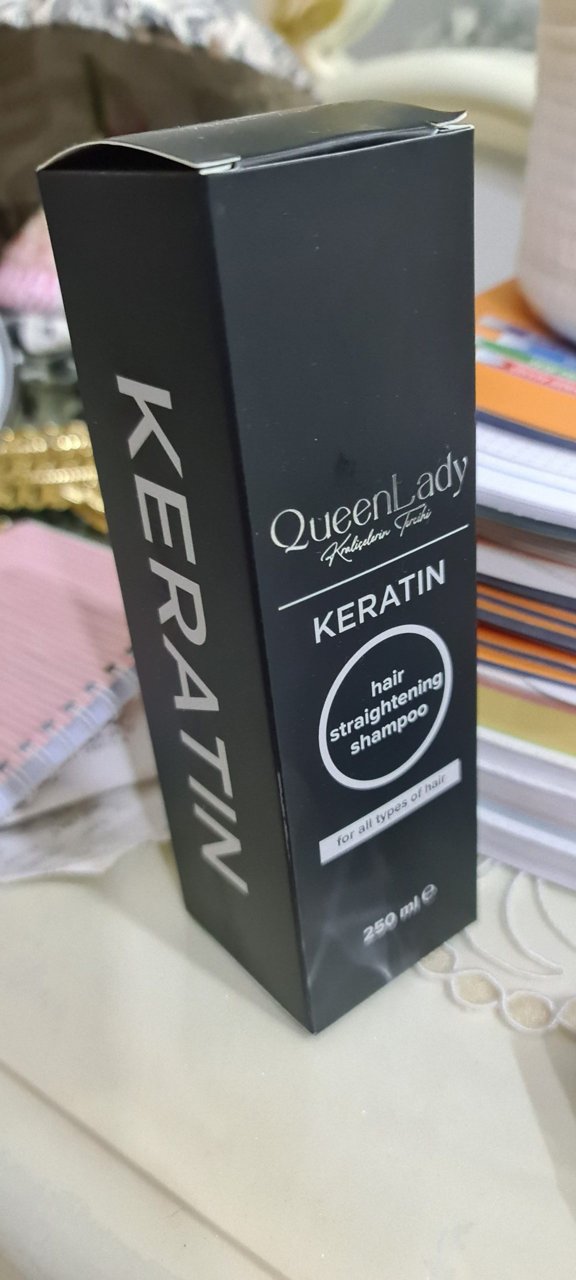 KERATIN
QueenLady
Kraliçelerin Tercihi
KERATIN
hair
straightening
shampoo
for all types of hair
250 ml e